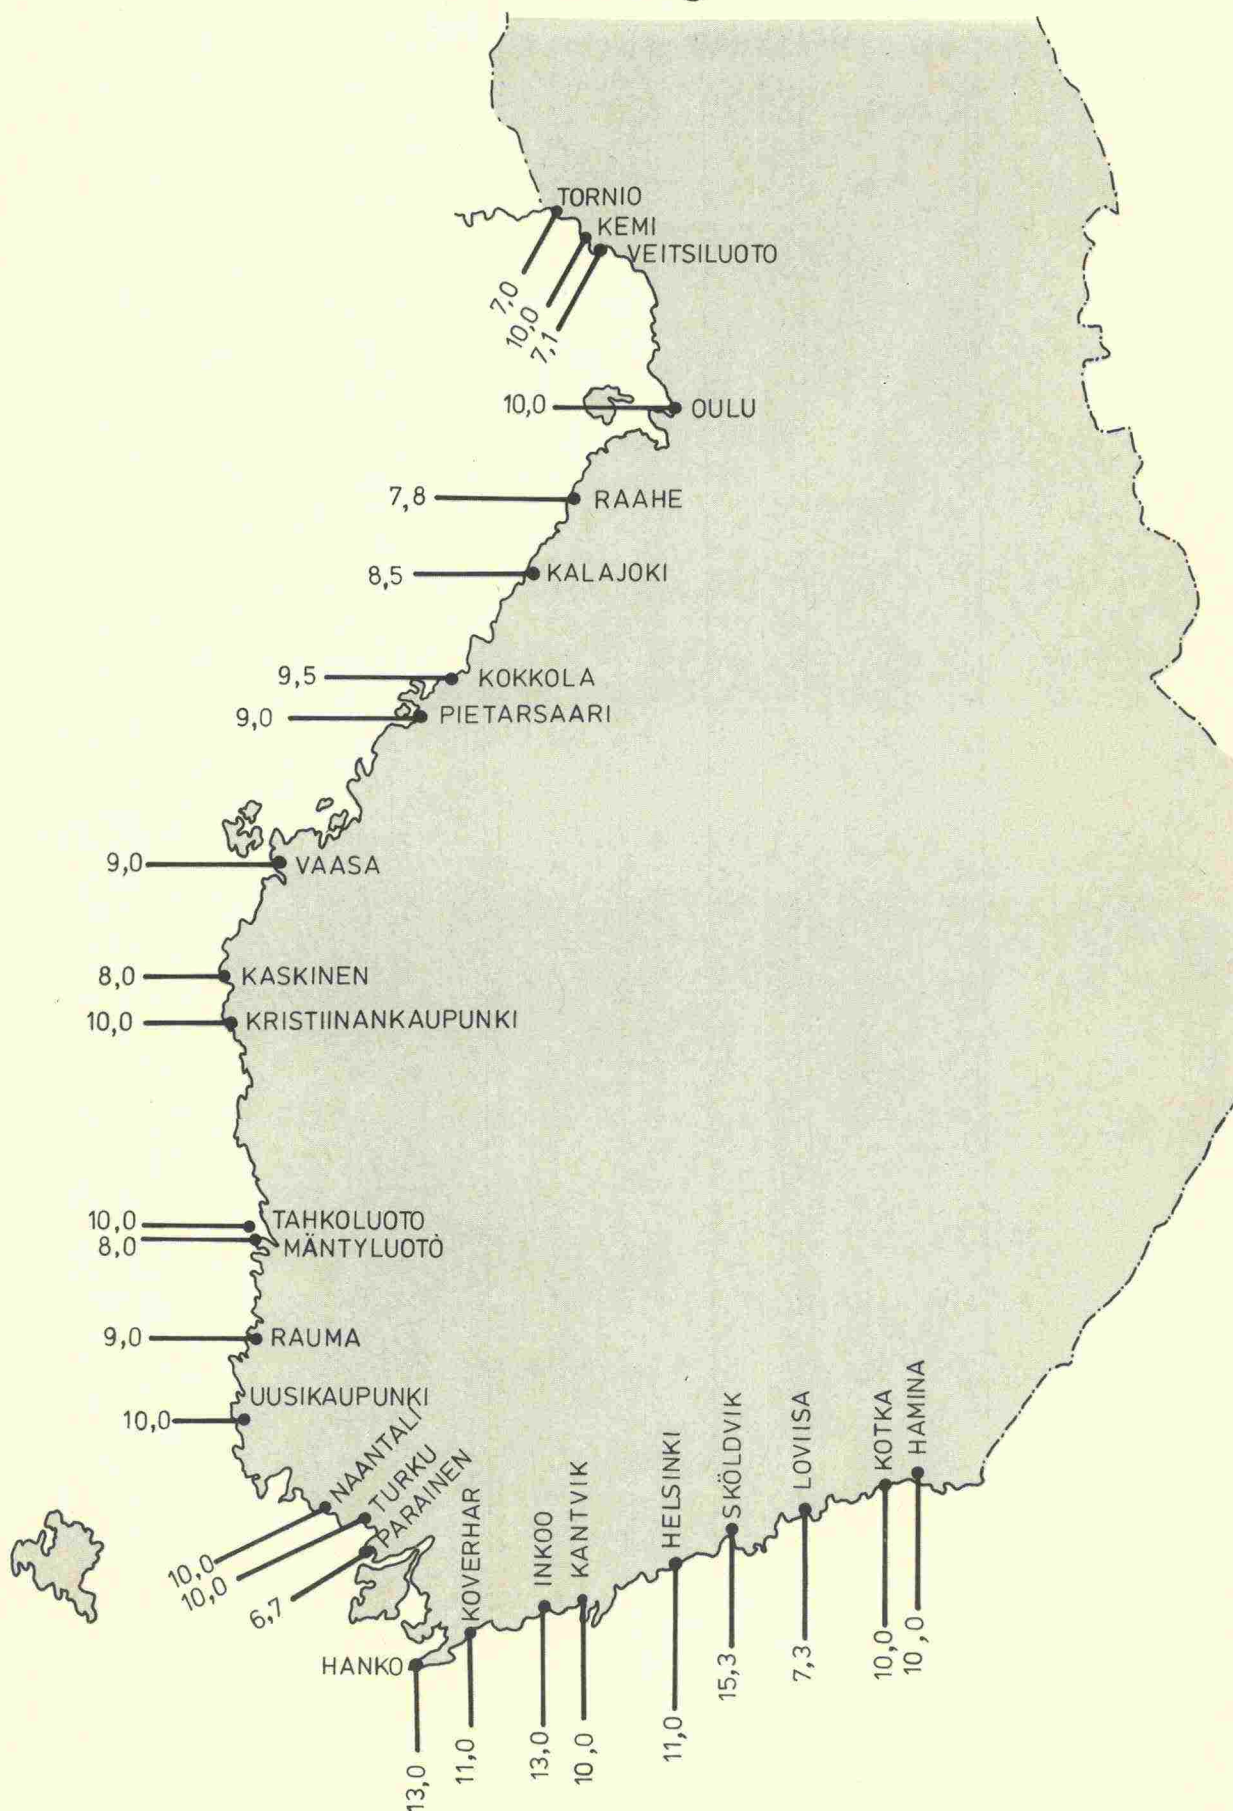 TORNIO
KEMI
VEITSILUOTO
7,0
10,0
7,1
10,0 OULU
7,8 RAAHE
8,5 KALAJOKI
9,5 KOKKOLA
9,0 PIETARSAARI
9,0 VAASA
8,0 KASKINEN
10,0 KRISTIINANKAUPUNKI
10,0 TAHKOLUOTO
8,0 MÄNTYLUOTO
9,0 RAUMA
UUSIKAUPUNKI
10,0
NAANTALI
TURKU
PARAINEN
10,0
10,0
6,7
HANKO
KOVERHAR
INKOO
KANTVIK
HELSINKI
SKÖLDVIK
LOVIISA
KOTKA
HAMINA
13,0
11,0
13,0
10,0
11,0
15,3
7,3
10,0
10,0